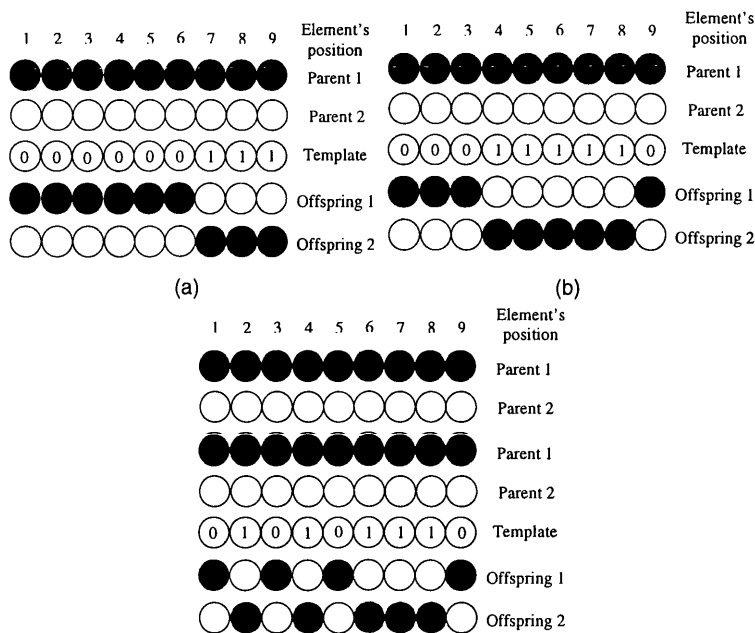 1 2 3 4 5 6 7 8 9 Element's position
Parent 1
Parent 2
0 0 0 0 0 0 1 1 1 Template
Offspring 1
Offspring 2
(a)
1 2 3 4 5 6 7 8 9 Element's position
Parent 1
Parent 2
0 0 0 1 1 1 1 1 0 Template
Offspring 1
Offspring 2
(b)
1 2 3 4 5 6 7 8 9 Element's position
Parent 1
Parent 2
Parent 1
Parent 2
0 1 0 1 0 1 1 1 0 Template
Offspring 1
Offspring 2